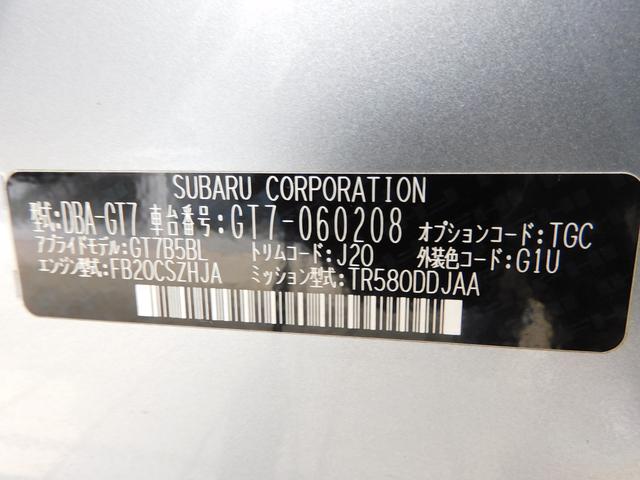 SUBARU CORPORATION
型式:DBA-GT7 車台番号:GT7-060208 オプションコード:TGC
アプライドモデル:GT7B5BL トリムコード:J20 外装色コード:G1U
エンジン型式:FB20CSZHJA ミッション型式:TR580DDJAA